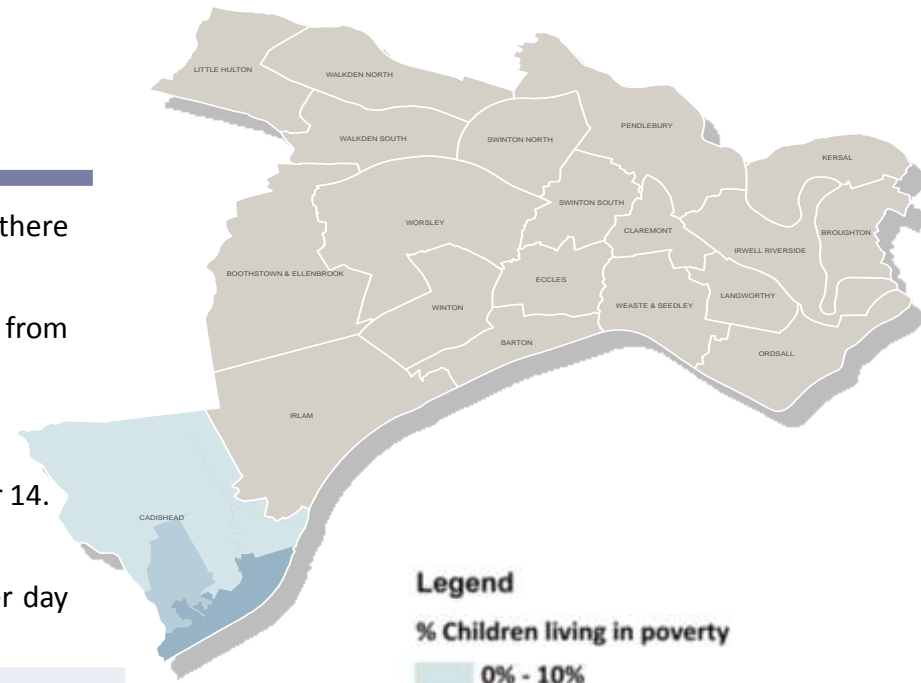 there
from
r 14.
er day
LITTLE HULTON
WALKDEN NORTH
WALKDEN SOUTH
SWINTON NORTH
PENDLEBURY
KERSAL
SWINTON SOUTH
WORSLEY
CLAREMONT
BROUGHTON
IRWELL RIVERSIDE
BOOTHSTOWN & ELLENBROOK
ECCLES
LANGWORTHY
WINTON
WEASTE & SEEDLEY
BARTON
ORDSALL
IRLAM
CADISHEAD
Legend
% Children living in poverty
0% - 10%